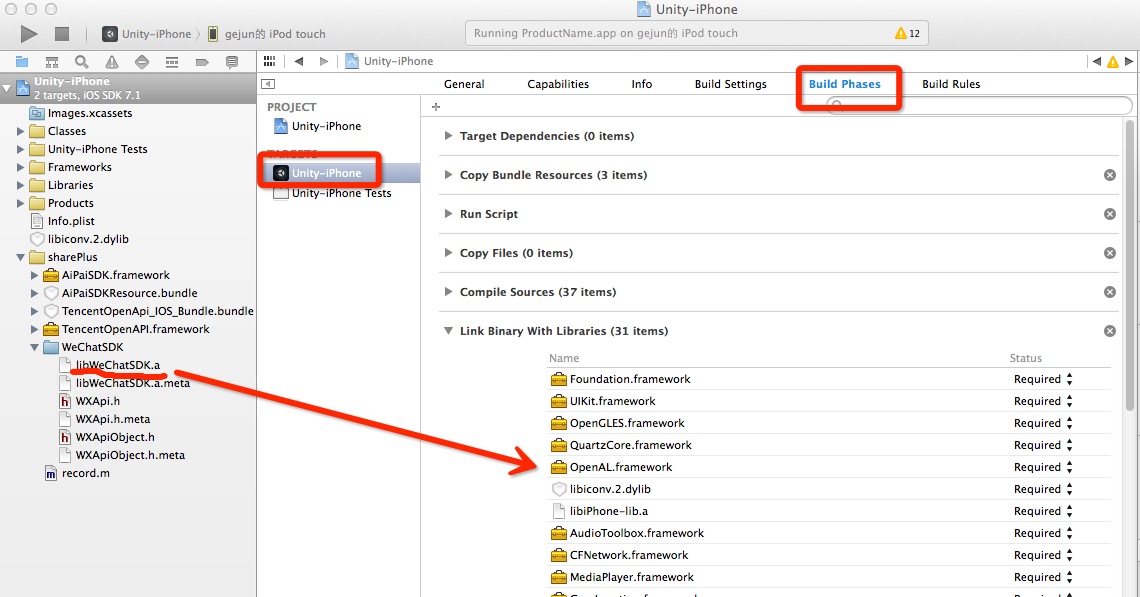 Unity-iPhone
Unity-iPhone
gejun的 iPod touch
Running ProductName.app on gejun的 iPod touch
12
Unity-iPhone
Unity-iPhone
2 targets, iOS SDK 7.1
Images.xcassets
Classes
Unity-iPhone Tests
Frameworks
Libraries
Products
Info.plist
libiconv.2.dylib
sharePlus
AiPaiSDK.framework
AiPaiSDKResource.bundle
TencentOpenApi_IOS_Bundle.bundle
TencentOpenAPI.framework
WeChatSDK
libWeChatSDK.a
libWeChatSDK.a.meta
WXApi.h
WXApi.h.meta
WXApiObject.h
WXApiObject.h.meta
record.m
PROJECT
Unity-iPhone
TARGETS
Unity-iPhone
Unity-iPhone Tests
General
Capabilities
Info
Build Settings
Build Phases
Build Rules
Target Dependencies (0 items)
Copy Bundle Resources (3 items)
Run Script
Copy Files (0 items)
Compile Sources (37 items)
Link Binary With Libraries (31 items)
Name Status
Foundation.framework Required
UIKit.framework Required
OpenGLES.framework Required
QuartzCore.framework Required
OpenAL.framework Required
libiconv.2.dylib Required
libiPhone-lib.a Required
AudioToolbox.framework Required
CFNetwork.framework Required
MediaPlayer.framework Required